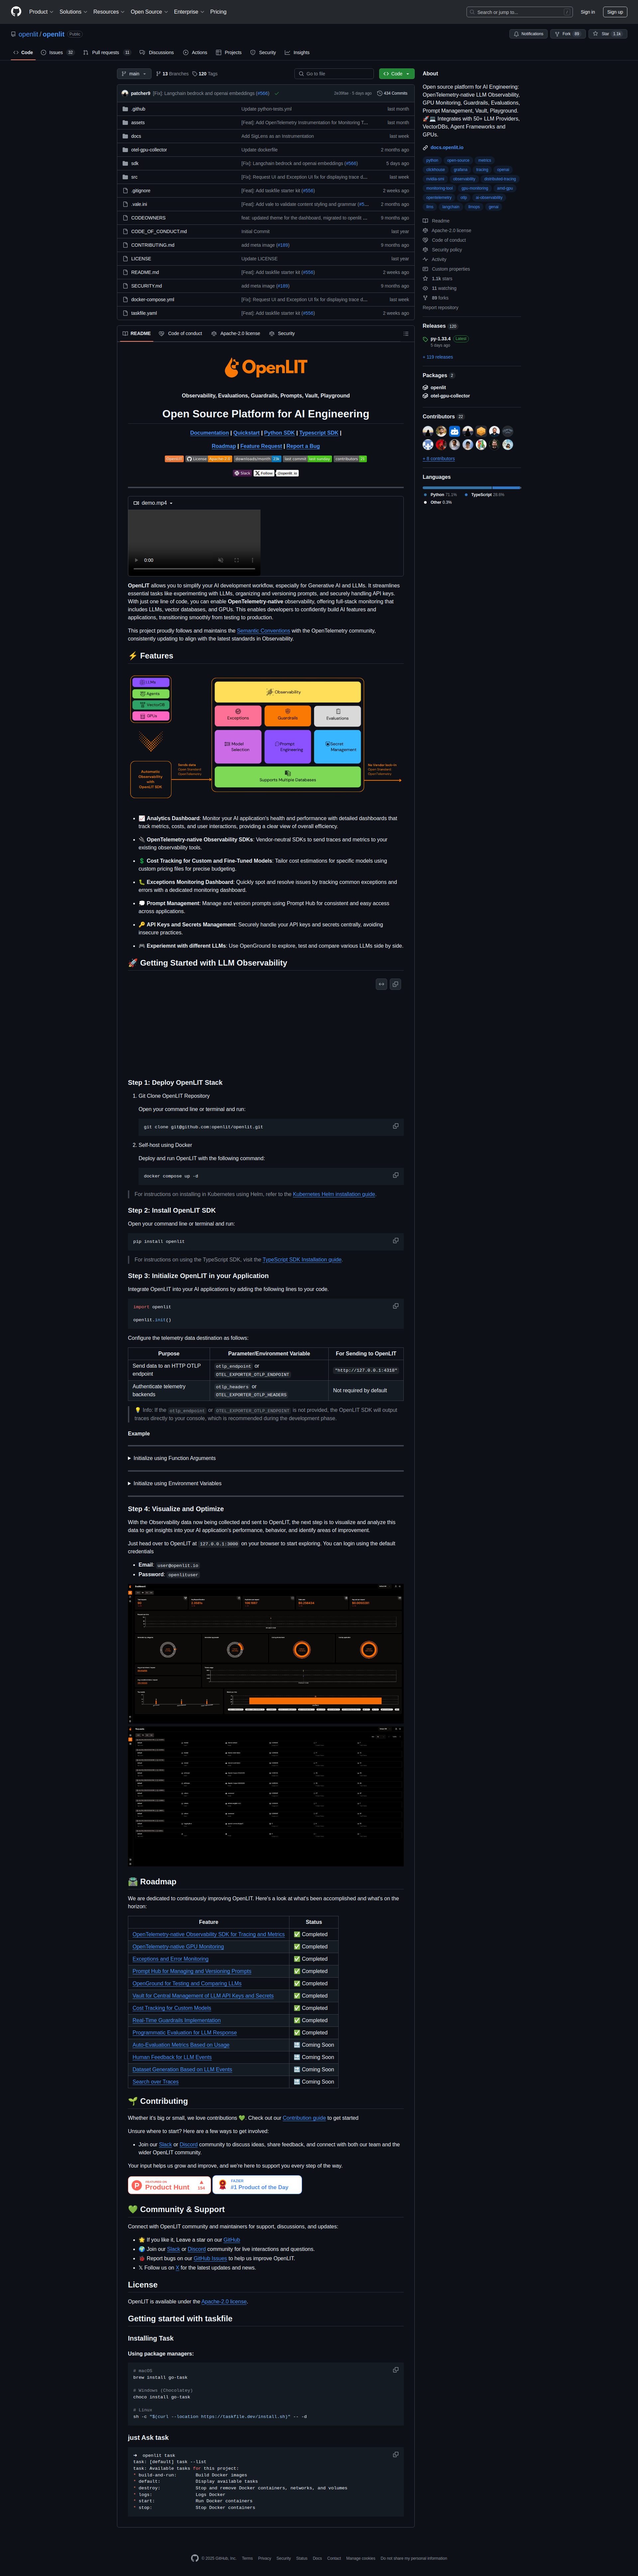 Product Solutions Resources Open Source Enterprise Pricing Search or jump to... Sign in Sign up
openlit / openlit Public Notifications Fork 89 Star 1.1k
Code Issues 32 Pull requests 11 Discussions Actions Projects Security Insights
main 13 Branches 120 Tags Go to file Code
patcher9 [Fix]: Langchain bedrock and openai embeddings (#566) 5 days ago 434 Commits
.github Update python-tests.yml last month
assets [Feat]: Add OpenTelemetry Instrumentation for Monitoring T... last month
docs Add SigLens as an Instrumentation last week
otel-gpu-collector Update dockerfile 2 months ago
sdk [Fix]: Langchain bedrock and openai embeddings (#566) 5 days ago
src [Fix]: Request UI and Exception UI fix for displaying trace d... last week
.gitignore [Feat]: Add taskfile starter kit (#556) 2 weeks ago
.vale.ini [Feat]: Add vale to validate content styling and grammar (#5... 2 months ago
CODEOWNERS feat: updated theme for the dashboard, migrated to openlit ... 9 months ago
CODE_OF_CONDUCT.md Initial Commit last year
CONTRIBUTING.md add meta image (#189) 8 months ago
LICENSE Update LICENSE last year
README.md [Feat]: Add taskfile starter kit (#556) 2 weeks ago
SECURITY.md add meta image (#189) 9 months ago
docker-compose.yml [Fix]: Request UI and Exception UI fix for displaying trace d... last week
taskfile.yaml [Feat]: Add taskfile starter kit (#556) 2 weeks ago
README Code of conduct Apache-2.0 license Security
OpenLIT
Observability, Evaluations, Guardrails, Prompts, Vault, Playground
Open Source Platform for AI Engineering
Documentation | Quickstart | Python SDK | Typescript SDK |
Roadmap | Feature Request | Report a Bug
License Apache-2.0 downloads/month last commit contributors
Slack Follow @openlit_io
demo.mp4
0:00
OpenLIT allows you to simplify your AI development workflow, especially for Generative AI and LLMs. It streamlines
essential tasks like experimenting with LLMs, organizing and versioning prompts, and securely handling API keys.
With just one line of code, you can enable OpenTelemetry-native observability, offering full-stack monitoring that
includes LLMs, vector databases, and GPUs. This enables developers to confidently build AI features and
applications, transitioning smoothly from testing to production.
This project proudly follows and maintains the Semantic Conventions with the OpenTelemetry community,
consistently updating to align with the latest standards in Observability.
⚡ Features
LLMs
Agents
VectorDB
GPUs
Automatic
Observability
with
OpenLIT SDK
Observability
Exceptions Guardrails Evaluations
Model Selection Prompt Engineering Secret Management
Supports Multiple Databases
📈 Analytics Dashboard: Monitor your AI application's health and performance with detailed dashboards that
track metrics, costs, and user interactions, providing a clear view of overall efficiency.
🔌 OpenTelemetry-native Observability SDKs: Vendor-neutral SDKs to send traces and metrics to your
existing observability tools.
💲 Cost Tracking for Custom and Fine-Tuned Models: Tailor cost estimations for specific models using
custom pricing files for precise budgeting.
🐛 Exceptions Monitoring Dashboard: Quickly spot and resolve issues by tracking common exceptions and
errors with a dedicated monitoring dashboard.
💭 Prompt Management: Manage and version prompts using Prompt Hub for consistent and easy access
across applications.
🔑 API Keys and Secrets Management: Securely handle your API keys and secrets centrally, avoiding
insecure practices.
🎮 Experiemnt with different LLMs: Use OpenGround to explore, test and compare various LLMs side by side.
🚀 Getting Started with LLM Observability
Step 1: Deploy OpenLIT Stack
1. Git Clone OpenLIT Repository
Open your command line or terminal and run:
git clone git@github.com:openlit/openlit.git
2. Self-host using Docker
Deploy and run OpenLIT with the following command:
docker compose up -d
For instructions on installing in Kubernetes using Helm, refer to the Kubernetes Helm installation guide.
Step 2: Install OpenLIT SDK
Open your command line or terminal and run:
pip install openlit
For instructions on using the TypeScript SDK, visit the TypeScript SDK Installation guide.
Step 3: Initialize OpenLIT in your Application
Integrate OpenLIT into your AI applications by adding the following lines to your code.
import openlit
openlit.init()
Configure the telemetry data destination as follows:
Purpose Parameter/Environment Variable For Sending to OpenLIT
Send data to an HTTP OTLP endpoint otlp_endpoint or OTEL_EXPORTER_OTLP_ENDPOINT "http://127.0.0.1:4318"
Authenticate telemetry backends otlp_headers or OTEL_EXPORTER_OTLP_HEADERS Not required by default
💡 Info: If the otlp_endpoint or OTEL_EXPORTER_OTLP_ENDPOINT is not provided, the OpenLIT SDK will output
traces directly to your console, which is recommended during the development phase.
Example
Initialize using Function Arguments
Initialize using Environment Variables
Step 4: Visualize and Optimize
With the Observability data now being collected and sent to OpenLIT, the next step is to visualize and analyze this
data to get insights into your AI application's performance, behavior, and identify areas of improvement.
Just head over to OpenLIT at 127.0.0.1:3000 on your browser to start exploring. You can login using the default
credentials
Email: user@openlit.io
Password: openlituser
🛣️ Roadmap
We are dedicated to continuously improving OpenLIT. Here's a look at what's been accomplished and what's on the
horizon:
Feature Status
OpenTelemetry-native Observability SDK for Tracing and Metrics ✅ Completed
OpenTelemetry-native GPU Monitoring ✅ Completed
Exceptions and Error Monitoring ✅ Completed
Prompt Hub for Managing and Versioning Prompts ✅ Completed
OpenGround for Testing and Comparing LLMs ✅ Completed
Vault for Central Management of LLM API Keys and Secrets ✅ Completed
Cost Tracking for Custom Models ✅ Completed
Real-Time Guardrails Implementation ✅ Completed
Programmatic Evaluation for LLM Response ✅ Completed
Auto-Evaluation Metrics Based on Usage 🔜 Coming Soon
Human Feedback for LLM Events 🔜 Coming Soon
Dataset Generation Based on LLM Events 🔜 Coming Soon
Search over Traces 🔜 Coming Soon
🌱 Contributing
Whether it's big or small, we love contributions 💚. Check out our Contribution guide to get started
Unsure where to start? Here are a few ways to get involved:
Join our Slack or Discord community to discuss ideas, share feedback, and connect with both our team and the
wider OpenLIT community.
Your input helps us grow and improve, and we're here to support you every step of the way.
Product Hunt
#1 Product of the Day
💚 Community & Support
Connect with OpenLIT community and maintainers for support, discussions, and updates:
🌟 If you like it, Leave a star on our GitHub
🌍 Join our Slack or Discord community for live interactions and questions.
🐞 Report bugs on our GitHub Issues to help us improve OpenLIT.
𝕏 Follow us on X for the latest updates and news.
License
OpenLIT is available under the Apache-2.0 license.
Getting started with taskfile
Installing Task
Using package managers:
# macOS
brew install go-task
# Windows (Chocolatey)
choco install go-task
# Linux
sh -c "$(curl --location https://taskfile.dev/install.sh)" -- -d
just Ask task
➜ openlit task
task: [default] task --list
task: Available tasks for this project:
* build-and-run: Build Docker images
* default: Display available tasks
* destroy: Stop and remove Docker containers, networks, and volumes
* logs: Logs Docker
* start: Run Docker containers
* stop: Stop Docker containers
About
Open source platform for AI Engineering:
OpenTelemetry-native LLM Observability,
GPU Monitoring, Guardrails, Evaluations,
Prompt Management, Vault, Playground.
🚀💻 Integrates with 50+ LLM Providers,
VectorDBs, Agent Frameworks and
GPUs.
docs.openlit.io
python open-source metrics
clickhouse grafana tracing openai
nvidia-smi observability distributed-tracing
monitoring-tool gpu-monitoring amd-gpu
opentelemetry otlp ai-observability
llms langchain llmops genai
Readme
Apache-2.0 license
Code of conduct
Security policy
Activity
Custom properties
1.1k stars
11 watching
89 forks
Report repository
Releases 120
py-1.33.4 Latest
5 days ago
+ 119 releases
Packages 2
openlit
otel-gpu-collector
Contributors 22
+ 8 contributors
Languages
Python 71.1% TypeScript
Other 0.3%
© 2025 GitHub, Inc. Terms Privacy Security Status Docs Contact Manage cookies Do not share my personal information